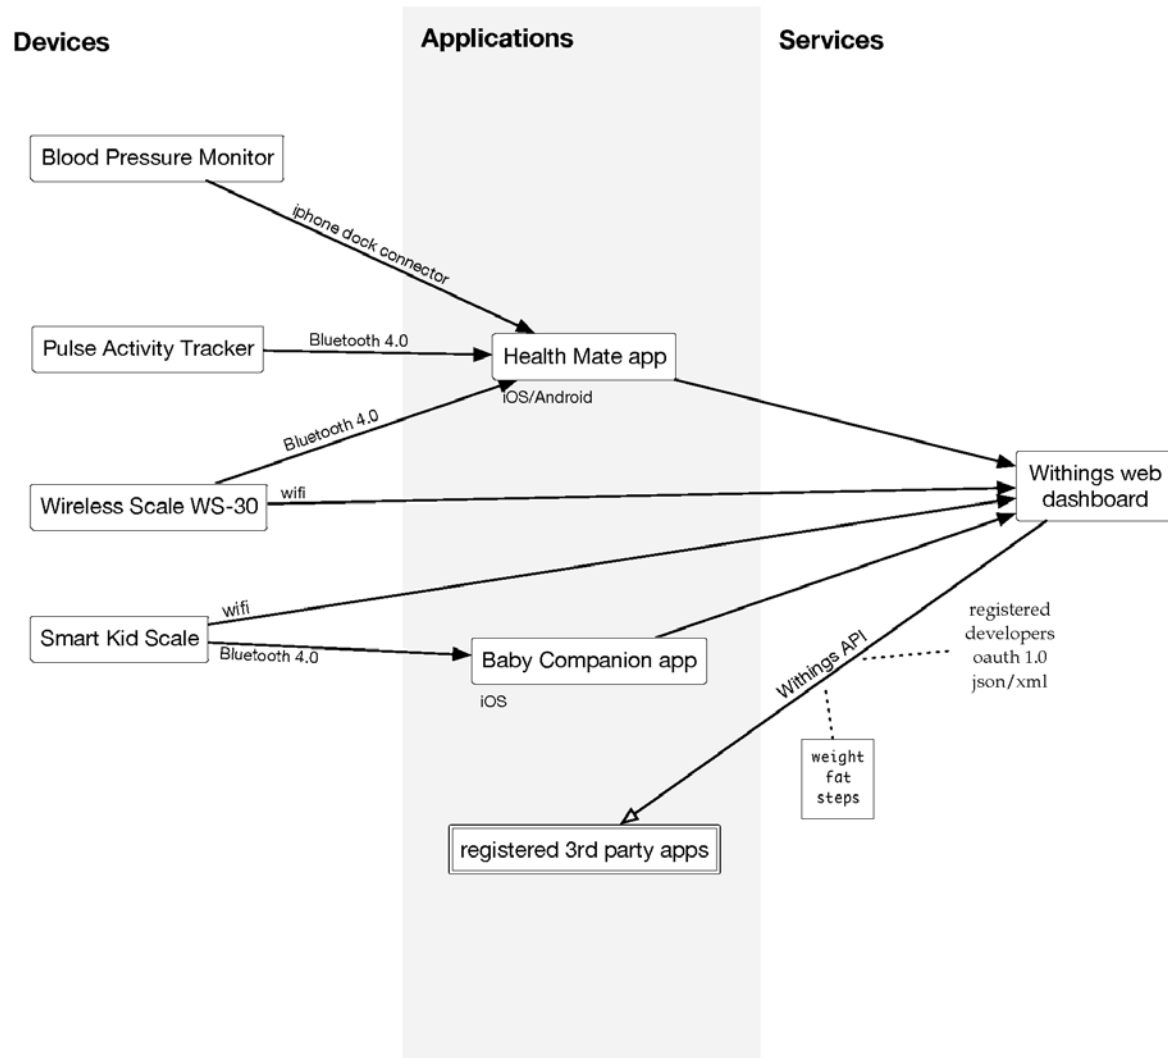 Devices
Applications
Services
Blood Pressure Monitor
iphone dock connector
Pulse Activity Tracker
Bluetooth 4.0
Health Mate app
iOS/Android
Bluetooth 4.0
Wireless Scale WS-30
wifi
Withings web
dashboard
Smart Kid Scale
wifi
Bluetooth 4.0
Baby Companion app
iOS
Withings API
registered
developers
oauth 1.0
json/xml
weight
fat
steps
registered 3rd party apps